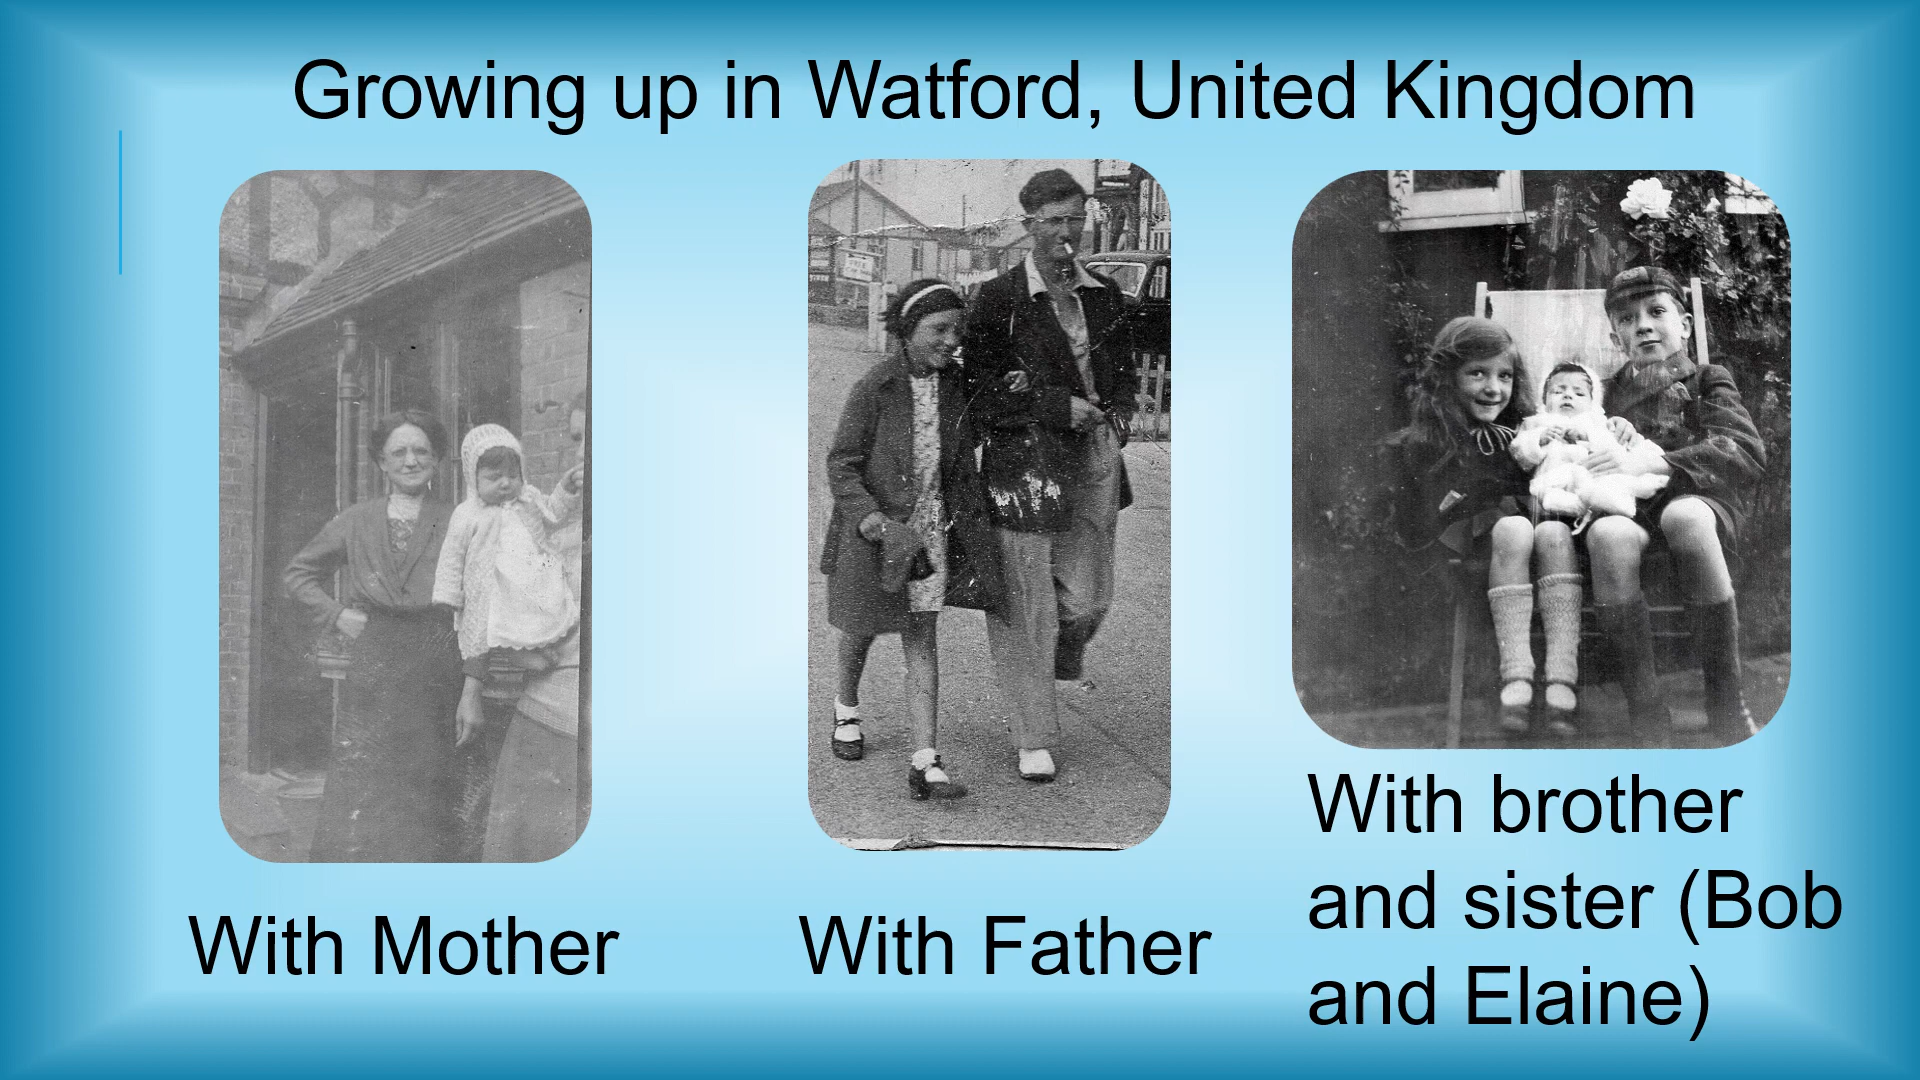 Growing up in Watford, United Kingdom
With Mother
With Father
With brother
and sister (Bob
and Elaine)